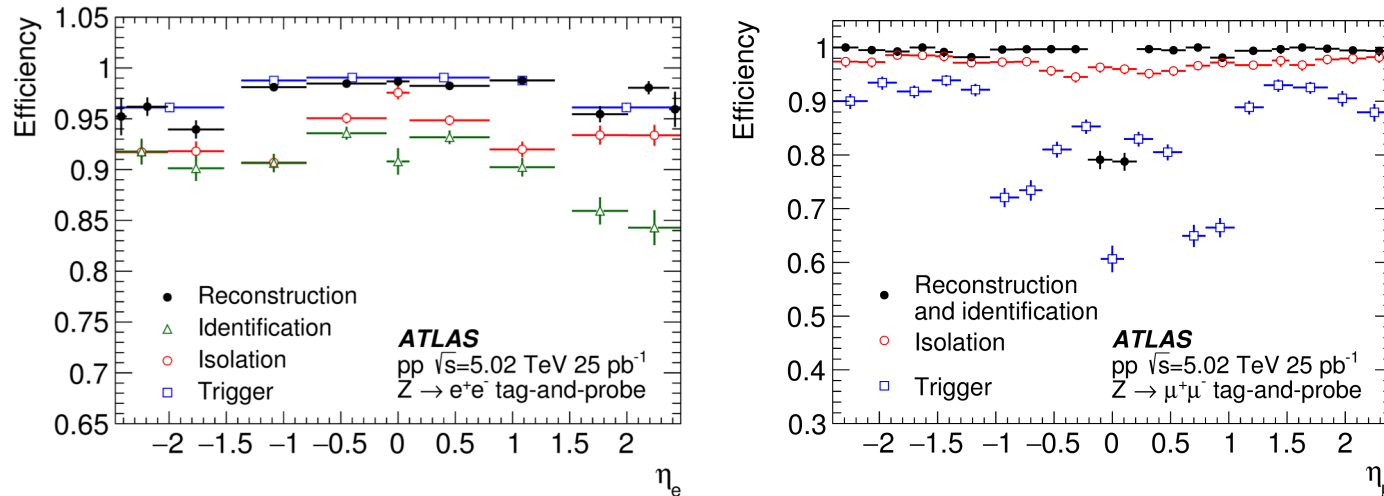 Efficiency
1.05
1
0.95
0.9
0.85
0.8
0.75
0.7
0.65
Reconstruction
Identification
Isolation
Trigger
ATLAS
pp √s=5.02 TeV 25 pb⁻¹
Z → e⁺e⁻ tag-and-probe
−2 −1.5 −1 −0.5 0 0.5 1 1.5 2
ηₑ
Efficiency
1
0.9
0.8
0.7
0.6
0.5
0.4
0.3
Reconstruction
and identification
Isolation
Trigger
ATLAS
pp √s=5.02 TeV 25 pb⁻¹
Z → μ⁺μ⁻ tag-and-probe
−2 −1.5 −1 −0.5 0 0.5 1 1.5 2
η